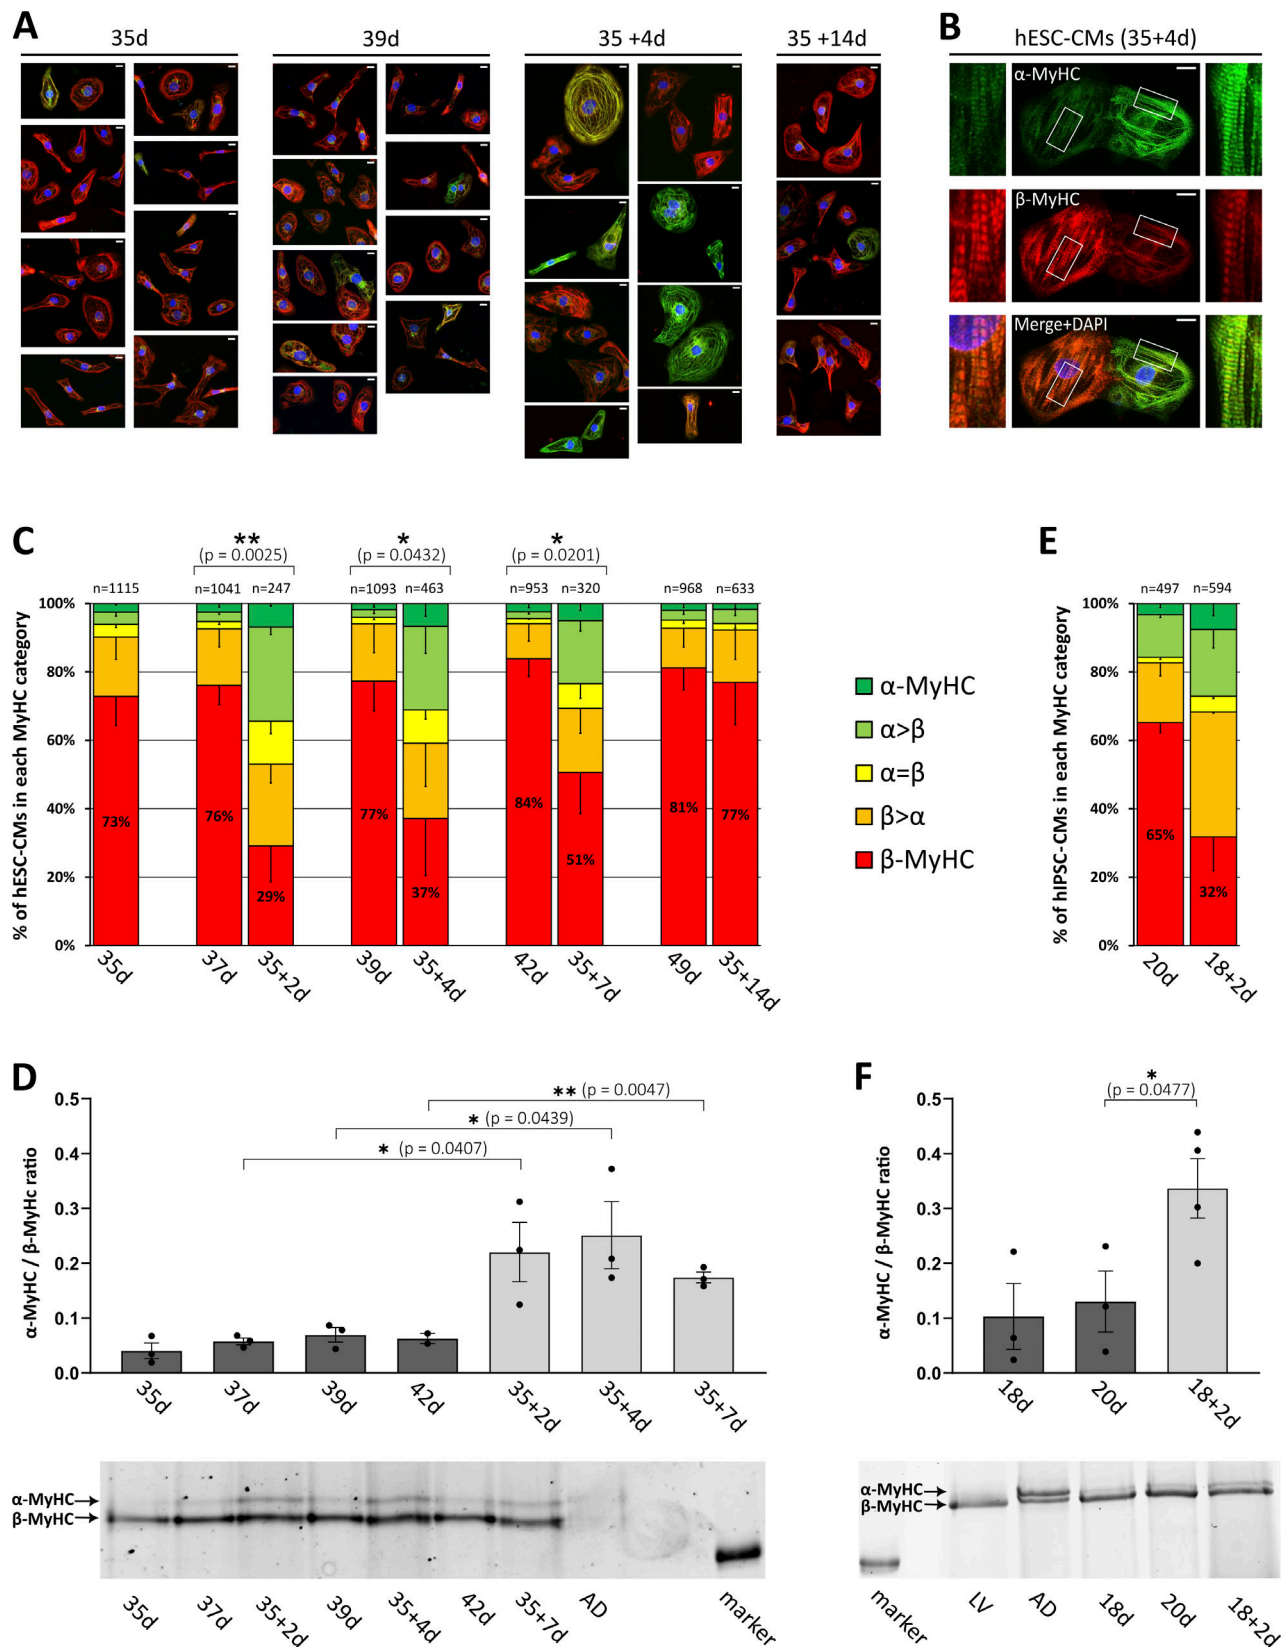 A
35d
39d
35 +4d
35 +14d
B
hESC-CMs (35+4d)
α-MyHC
β-MyHC
Merge+DAPI
C
**
(p = 0.0025)
*
(p = 0.0432)
*
(p = 0.0201)
n=1115
n=1041
n=247
n=1093
n=463
n=953
n=320
n=968
n=633
% of hESC-CMs in each MyHC category
100%
80%
60%
40%
20%
0%
73%
76%
29%
77%
37%
84%
51%
81%
77%
35d
37d
35+2d
39d
35+4d
42d
35+7d
49d
35+14d
α-MyHC
α>β
α=β
β>α
β-MyHC
E
n=497
n=594
% of hIPSC-CMs in each MyHC category
100%
80%
60%
40%
20%
0%
65%
32%
20d
18+2d
D
** (p = 0.0047)
* (p = 0.0439)
* (p = 0.0407)
α-MyHC / β-MyHc ratio
0.5
0.4
0.3
0.2
0.1
0.0
35d
37d
39d
42d
35+2d
35+4d
35+7d
α-MyHC
β-MyHC
35d
37d
35+2d
39d
35+4d
42d
35+7d
AD
marker
F
*
(p = 0.0477)
α-MyHC / β-MyHC ratio
0.5
0.4
0.3
0.2
0.1
0.0
18d
20d
18+2d
α-MyHC
β-MyHC
marker
LV
AD
18d
20d
18+2d